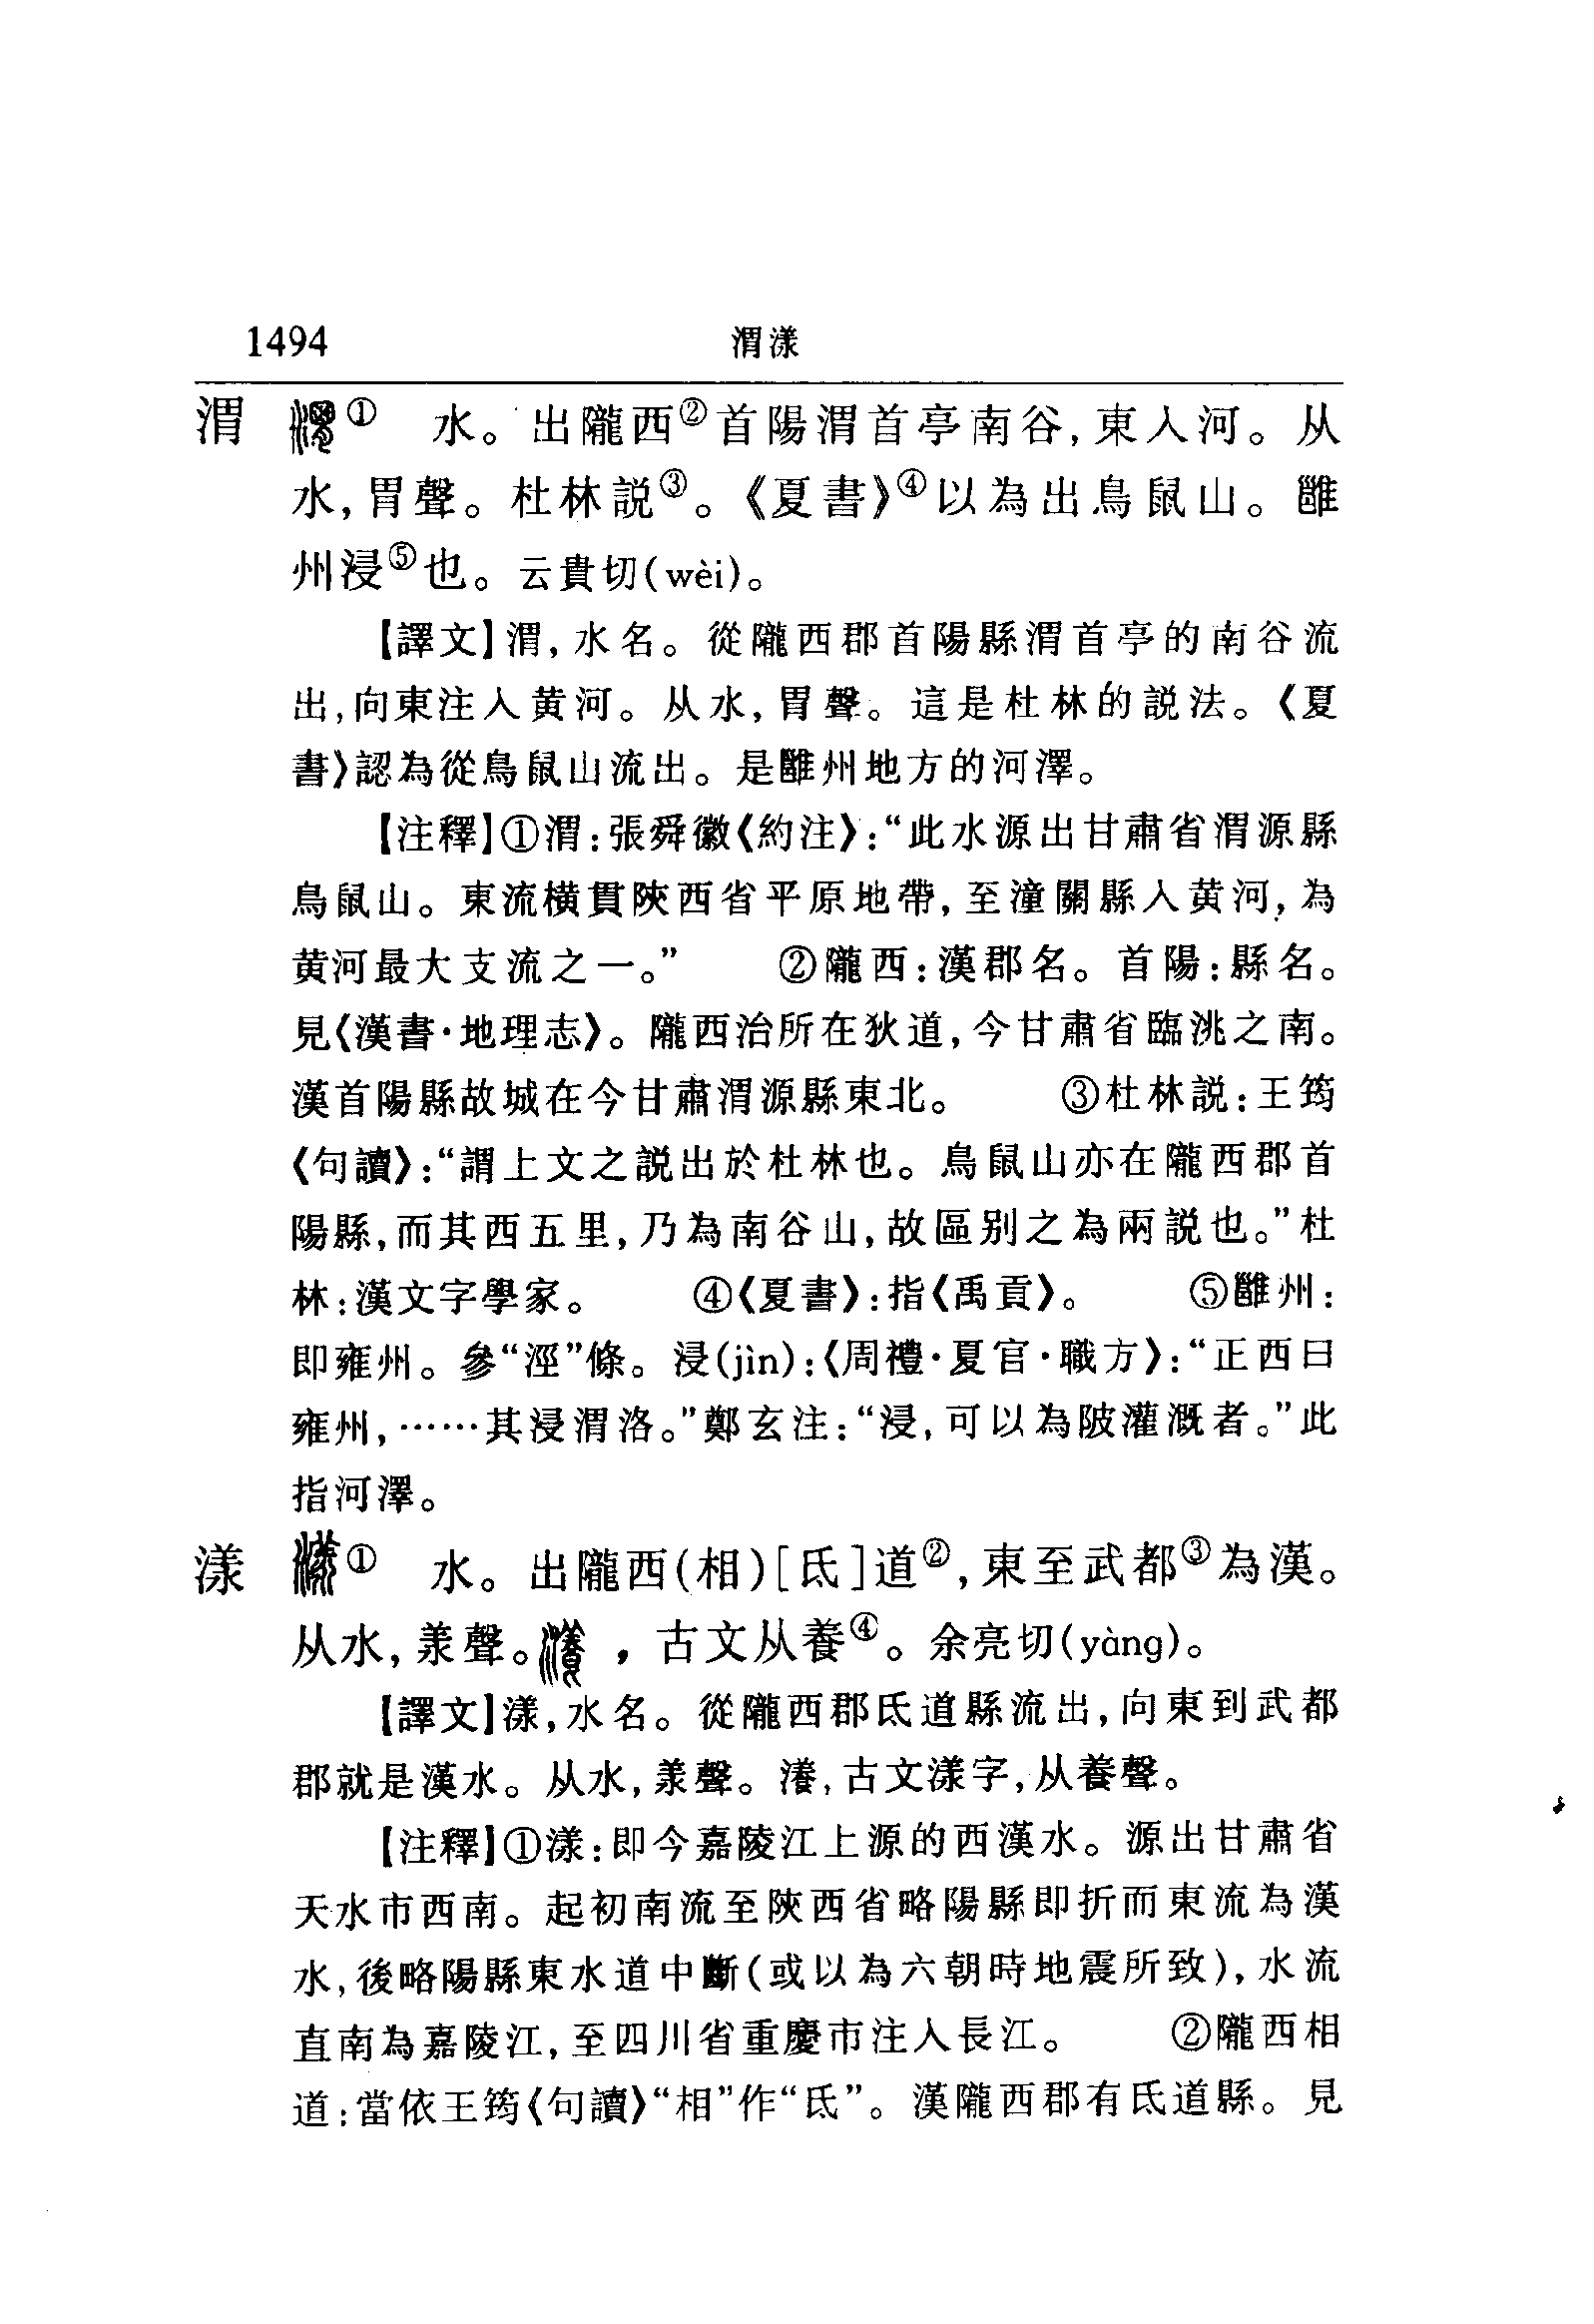 1494 渭漾
渭 ① 水。出隴西②首陽渭首亭南谷,東入河。从
水,胃聲。杜林説③。《夏書》④以為出鳥鼠山。雝
州浸⑤也。云貴切(wèi)。
【譯文】渭,水名。從隴西郡首陽縣渭首亭的南谷流
出,向東注入黄河。从水,胃聲。這是杜林的説法。《夏
書》認為從鳥鼠山流出。是雝州地方的河澤。
【注釋】①渭:張舜徽《約注》:“此水源出甘肅省渭源縣
鳥鼠山。東流横貫陝西省平原地帶,至潼關縣入黄河,為
黄河最大支流之一。” ②隴西:漢郡名。首陽:縣名。
見《漢書·地理志》。隴西治所在狄道,今甘肅省臨洮之南。
漢首陽縣故城在今甘肅渭源縣東北。 ③杜林説:王筠
《句讀》:“謂上文之説出於杜林也。鳥鼠山亦在隴西郡首
陽縣,而其西五里,乃為南谷山,故區别之為兩説也。”杜
林:漢文字學家。 ④《夏書》:指《禹貢》。 ⑤雝州:
即雍州。參“涇”條。浸(jìn):《周禮·夏官·職方》:“正西曰
雍州,……其浸渭洛。”鄭玄注:“浸,可以為陂灌溉者。”此
指河澤。
漾 ① 水。出隴西(相)[氐]道②,東至武都③為漢。
从水,羕聲。 ,古文从養④。余亮切(yàng)。
【譯文】漾,水名。從隴西郡氐道縣流出,向東到武都
郡就是漢水。从水,羕聲。瀁,古文漾字,从養聲。
【注釋】①漾:即今嘉陵江上源的西漢水。源出甘肅省
天水市西南。起初南流至陝西省略陽縣即折而東流為漢
水,後略陽縣東水道中斷(或以為六朝時地震所致),水流
直南為嘉陵江,至四川省重慶市注入長江。 ②隴西相
道:當依王筠《句讀》“相”作“氐”。漢隴西郡有氐道縣。見